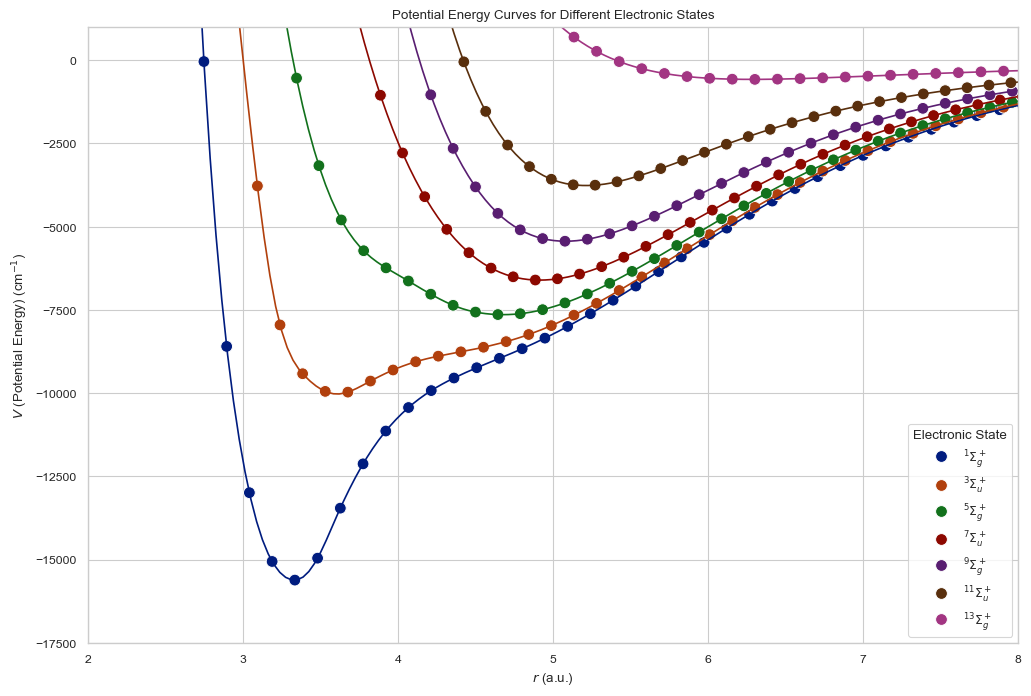 Potential Energy Curves for Different Electronic States
V (Potential Energy) (cm⁻¹)
0
−2500
−5000
−7500
−10000
−12500
−15000
−17500
2 3 4 5 6 7 8
r (a.u.)
Electronic State
¹Σg⁺
³Σu⁺
⁵Σg⁺
⁷Σu⁺
⁹Σg⁺
¹¹Σu⁺
¹³Σg⁺